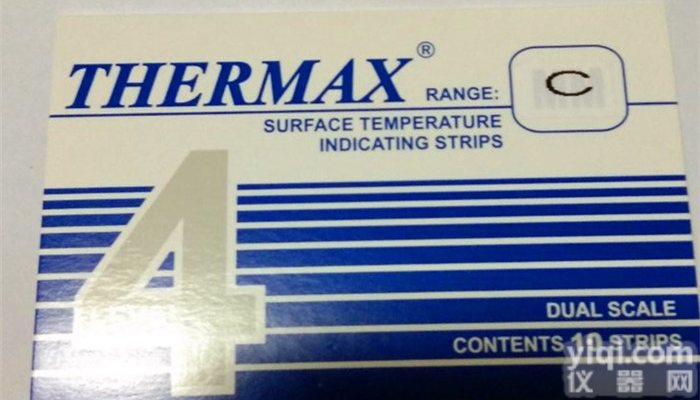 THERMAX® RANGE: C
SURFACE TEMPERATURE
INDICATING STRIPS
4
DUAL SCALE
CONTENTS 10 STRIPS
yiqi.com
仪器网